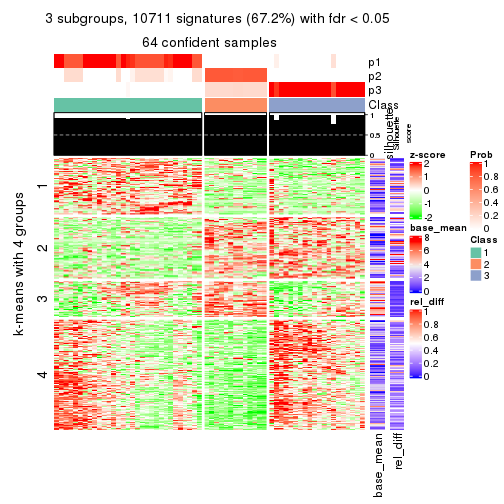 3 subgroups, 10711 signatures (67.2%) with fdr < 0.05
64 confident samples
p1
p2
p3
Class
1
0.5
0
silhouette
Silhouette
score
k-means with 4 groups
1
2
3
4
base_mean
rel_diff
z-score
2
1
0
-1
-2
base_mean
8
6
4
2
0
rel_diff
1
0.8
0.6
0.4
0.2
0
Prob
1
0.8
0.6
0.4
0.2
0
Class
1
2
3